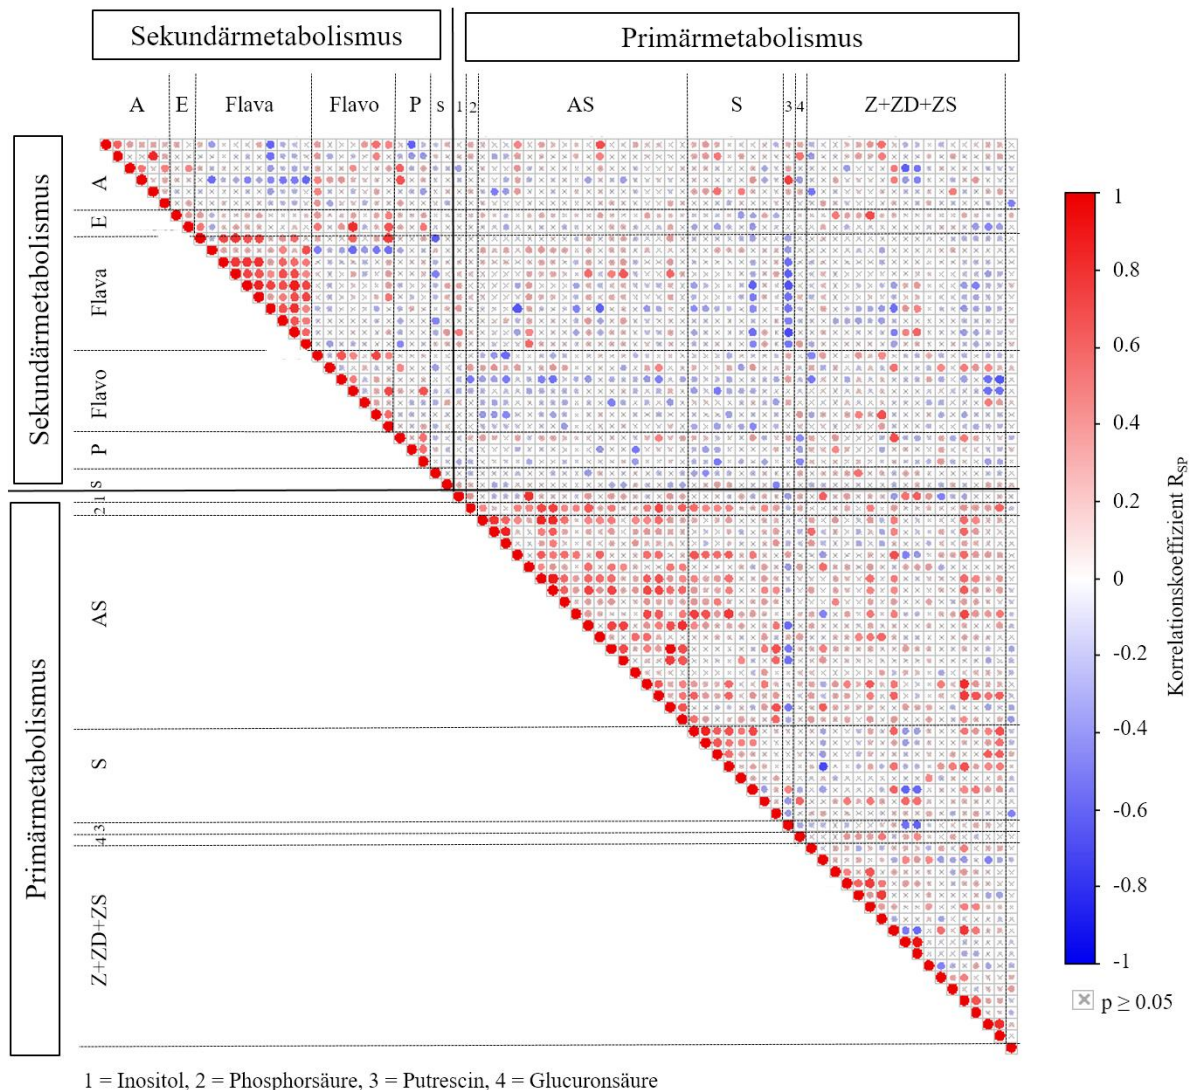 Sekundärmetabolismus
Primärmetabolismus
A E Flava Flavo P S 1 2 AS S 3 4 Z+ZD+ZS
Sekundärmetabolismus
A
E
Flava
Flavo
P
S
Primärmetabolismus
1
2
AS
S
3
4
Z+ZD+ZS
1
0.8
0.6
0.4
0.2
0
-0.2
-0.4
-0.6
-0.8
-1
Korrelationskoeffizient R_SP
p ≥ 0.05
1 = Inositol, 2 = Phosphorsäure, 3 = Putrescin, 4 = Glucuronsäure